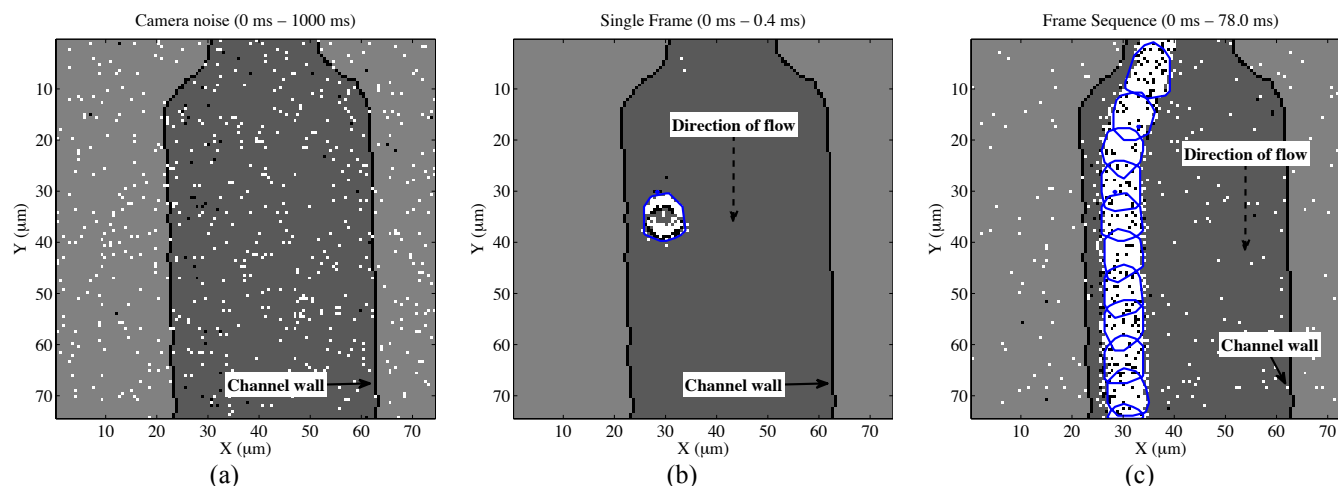 Camera noise (0 ms – 1000 ms)
10
20
30
40
50
60
70
Y (μm)
Channel wall
10 20 30 40 50 60 70
X (μm)
(a)
Single Frame (0 ms – 0.4 ms)
10
20
30
40
50
60
70
Y (μm)
Direction of flow
Channel wall
10 20 30 40 50 60 70
X (μm)
(b)
Frame Sequence (0 ms – 78.0 ms)
10
20
30
40
50
60
70
Y (μm)
Direction of flow
Channel wall
10 20 30 40 50 60 70
X (μm)
(c)